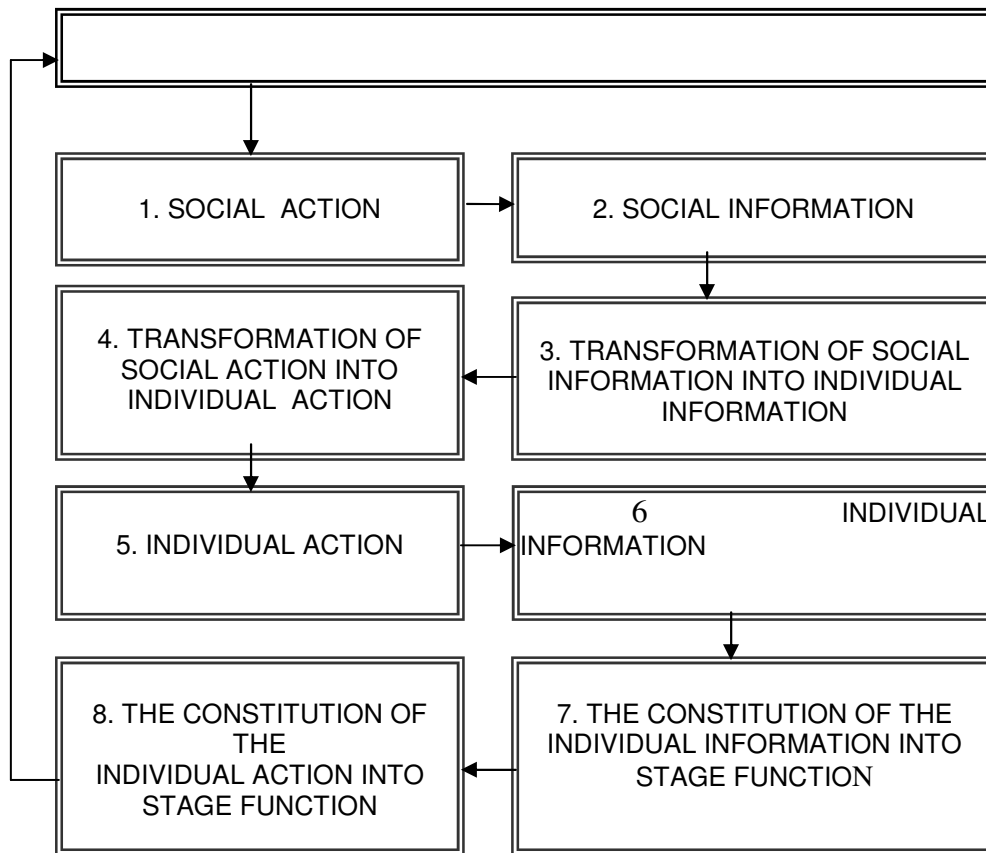 1. SOCIAL ACTION
2. SOCIAL INFORMATION
3. TRANSFORMATION OF SOCIAL
INFORMATION INTO INDIVIDUAL
INFORMATION
4. TRANSFORMATION OF
SOCIAL ACTION INTO
INDIVIDUAL ACTION
5. INDIVIDUAL ACTION
6 INDIVIDUAL
INFORMATION
7. THE CONSTITUTION OF THE
INDIVIDUAL INFORMATION INTO
STAGE FUNCTION
8. THE CONSTITUTION OF
THE
INDIVIDUAL ACTION INTO
STAGE FUNCTION